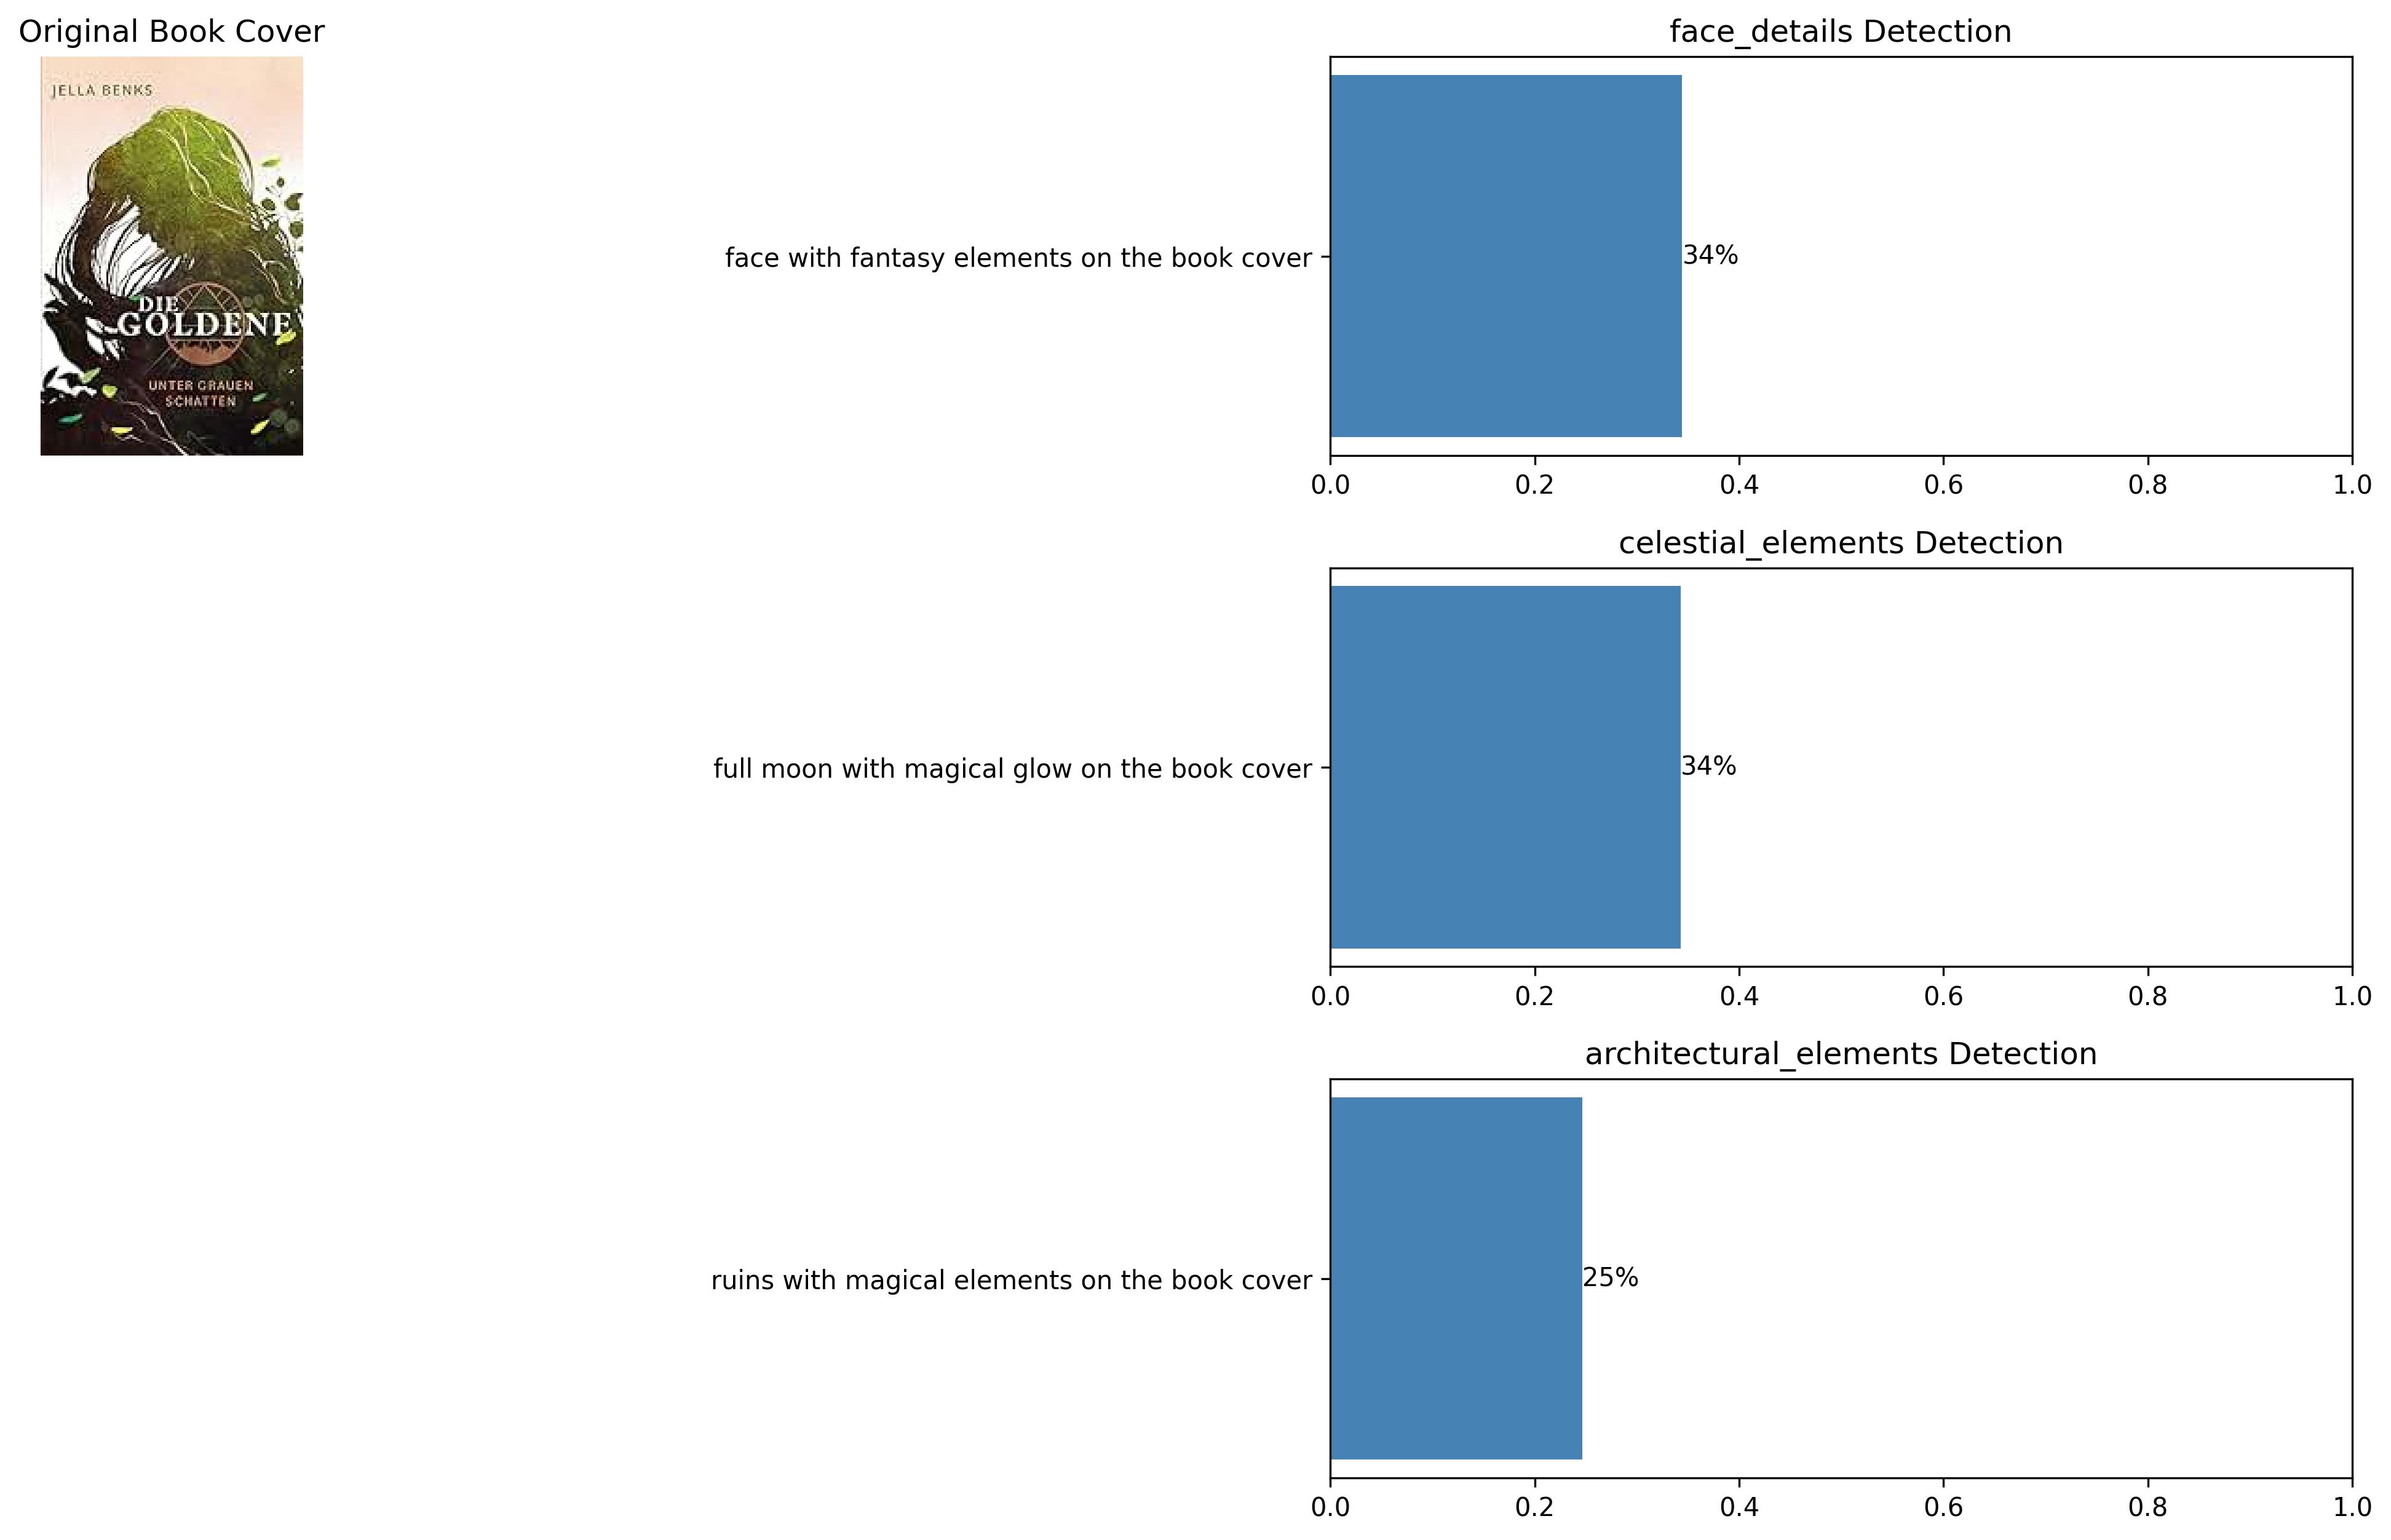 Original Book Cover
JELLA BENKS
DIE
GOLDENE
UNTER GRAUEN
SCHATTEN
face_details Detection
face with fantasy elements on the book cover
34%
0.0 0.2 0.4 0.6 0.8 1.0
celestial_elements Detection
full moon with magical glow on the book cover
34%
0.0 0.2 0.4 0.6 0.8 1.0
architectural_elements Detection
ruins with magical elements on the book cover
25%
0.0 0.2 0.4 0.6 0.8 1.0